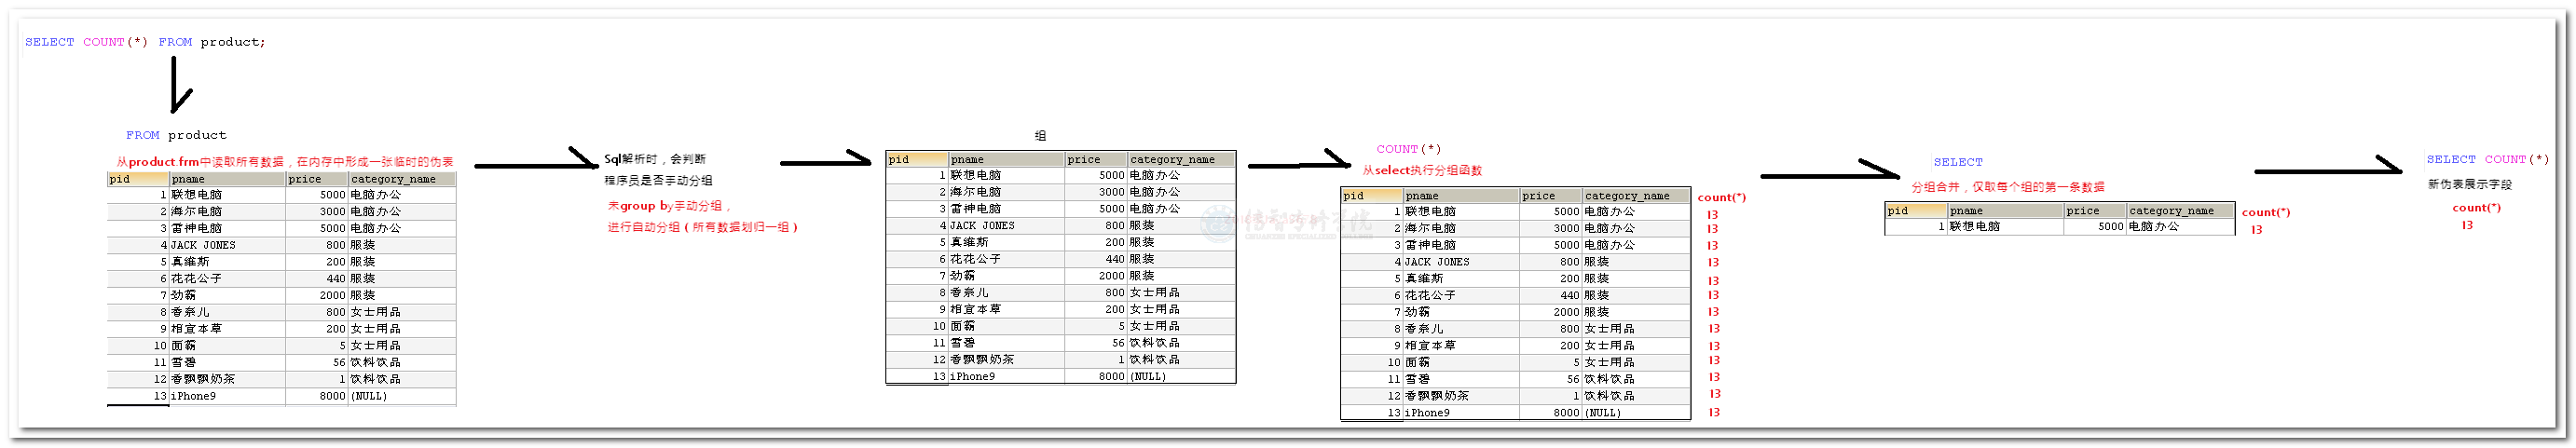 SELECT COUNT(*) FROM product;
FROM product
从product.frm中读取所有数据，在内存中形成一张临时的伪表
pid pname price category_name
1 联想电脑 5000 电脑办公
2 海尔电脑 3000 电脑办公
3 雷神电脑 5000 电脑办公
4 JACK JONES 800 服装
5 真维斯 200 服装
6 花花公子 440 服装
7 劲霸 2000 服装
8 香奈儿 800 女士用品
9 相宜本草 200 女士用品
10 面霸 5 女士用品
11 雪碧 56 饮料饮品
12 香飘飘奶茶 1 饮料饮品
13 iPhone9 8000 (NULL)
Sql解析时，会判断
程序员是否手动分组
未group by手动分组，
进行自动分组（所有数据划归一组）
组
pid pname price category_name
1 联想电脑 5000 电脑办公
2 海尔电脑 3000 电脑办公
3 雷神电脑 5000 电脑办公
4 JACK JONES 800 服装
5 真维斯 200 服装
6 花花公子 440 服装
7 劲霸 2000 服装
8 香奈儿 800 女士用品
9 相宜本草 200 女士用品
10 面霸 5 女士用品
11 雪碧 56 饮料饮品
12 香飘飘奶茶 1 饮料饮品
13 iPhone9 8000 (NULL)
COUNT(*)
从select执行分组函数
pid pname price category_name count(*)
1 联想电脑 5000 电脑办公 13
2 海尔电脑 3000 电脑办公 13
3 雷神电脑 5000 电脑办公 13
4 JACK JONES 800 服装 13
5 真维斯 200 服装 13
6 花花公子 440 服装 13
7 劲霸 2000 服装 13
8 香奈儿 800 女士用品 13
9 相宜本草 200 女士用品 13
10 面霸 5 女士用品 13
11 雪碧 56 饮料饮品 13
12 香飘飘奶茶 1 饮料饮品 13
13 iPhone9 8000 (NULL) 13
SELECT
分组合并，仅取每个组的第一条数据
pid pname price category_name count(*)
1 联想电脑 5000 电脑办公 13
SELECT COUNT(*)
新伪表展示字段
count(*)
13